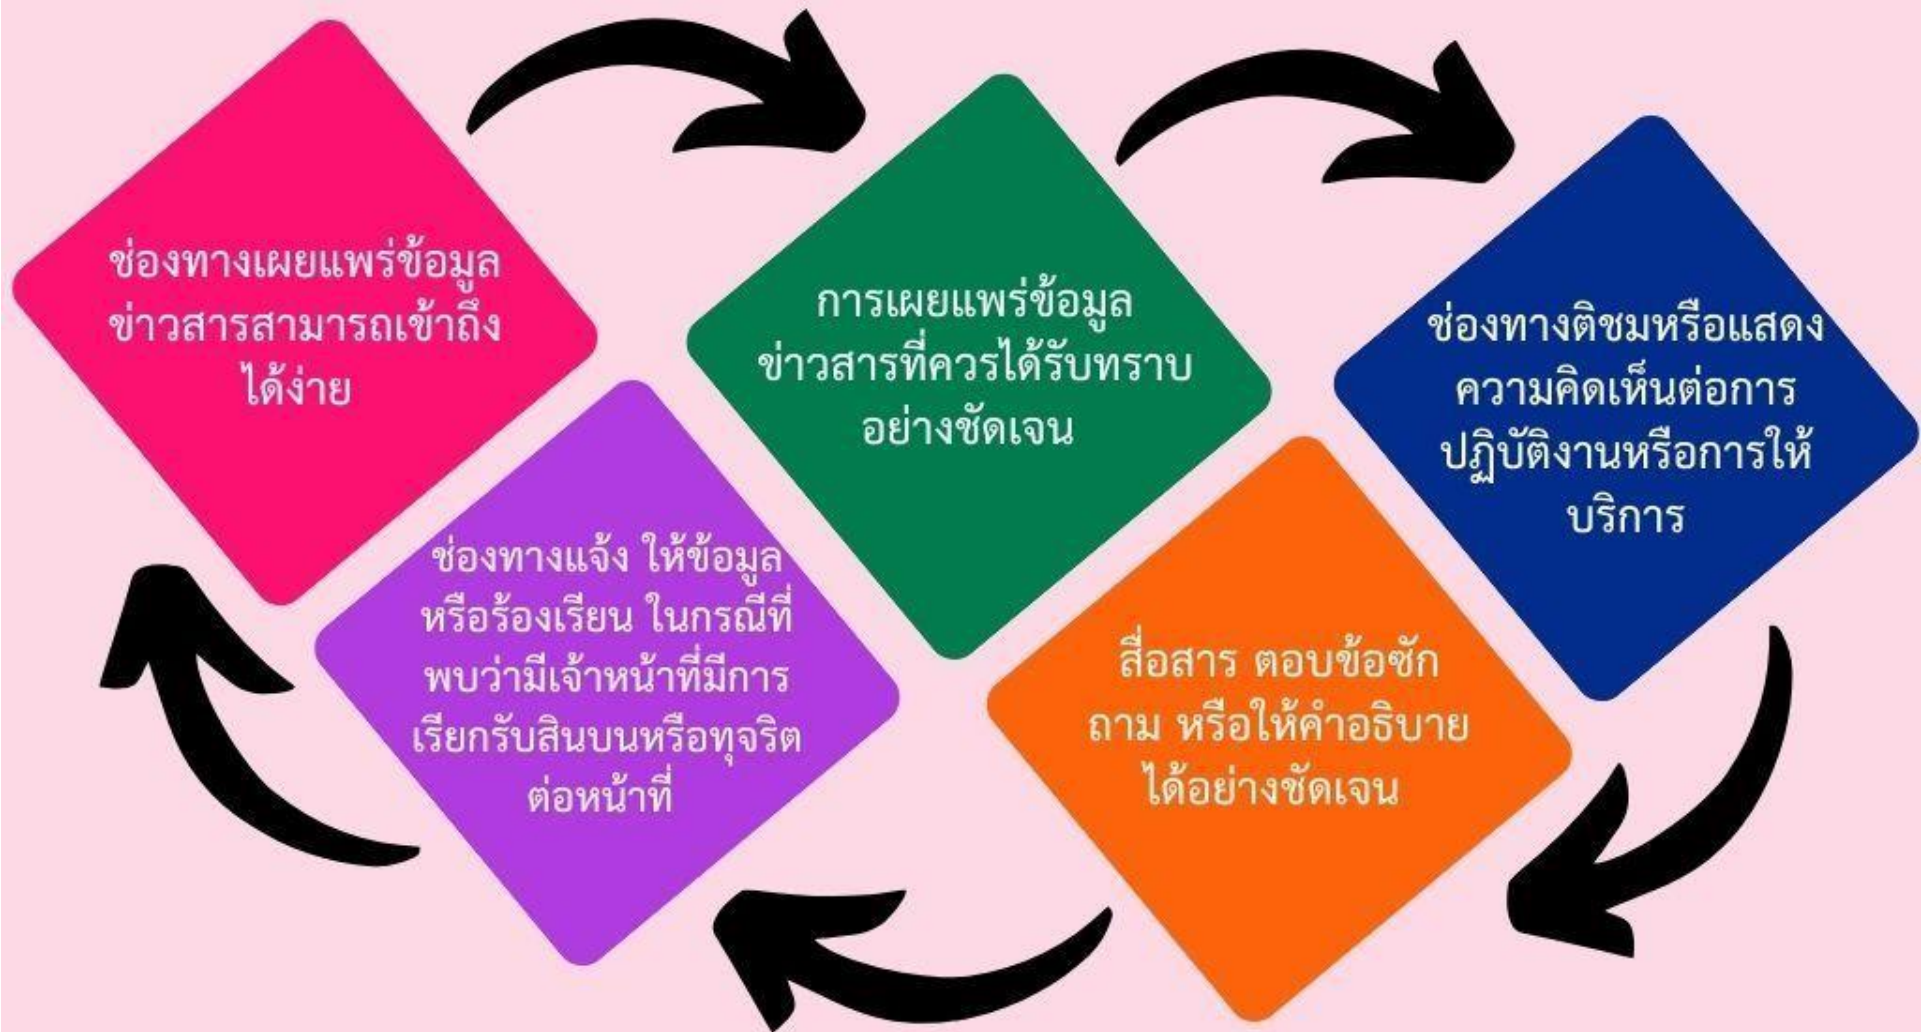 ช่องทางเผยแพร่ข้อมูล
ข่าวสารสามารถเข้าถึง
ได้ง่าย
การเผยแพร่ข้อมูล
ข่าวสารที่ควรได้รับทราบ
อย่างชัดเจน
ช่องทางติชมหรือแสดง
ความคิดเห็นต่อการ
ปฏิบัติงานหรือการให้
บริการ
สื่อสาร ตอบข้อซัก
ถาม หรือให้คำอธิบาย
ได้อย่างชัดเจน
ช่องทางแจ้ง ให้ข้อมูล
หรือร้องเรียน ในกรณีที่
พบว่ามีเจ้าหน้าที่มีการ
เรียกรับสินบนหรือทุจริต
ต่อหน้าที่